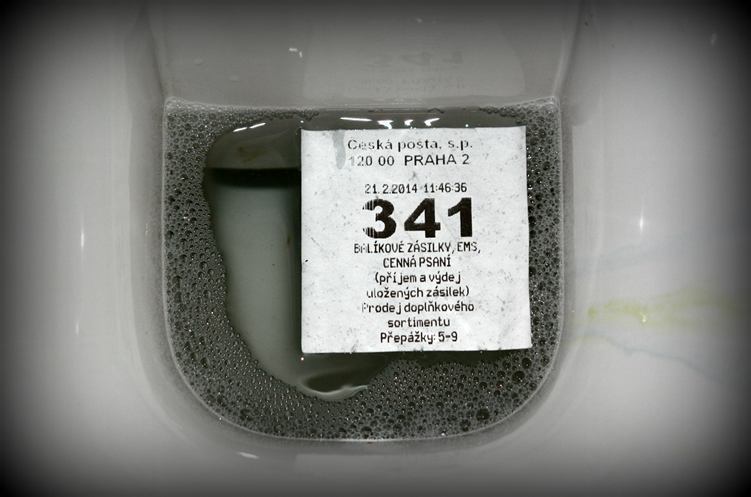 Česká pošta, s.p.
120 00 PRAHA 2
21.2.2014 11:46:36
341
BALÍKOVÉ ZÁSILKY, EMS,
CENNÁ PSANÍ
(příjem a výdej
uložených zásilek)
Prodej doplňkového
sortimentu
Přepážky: 5-9